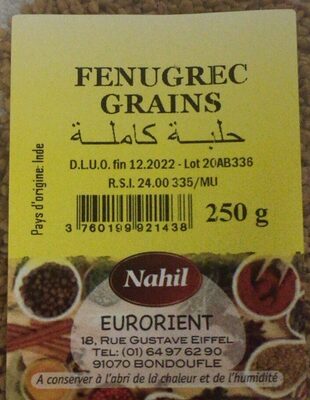 FENUGREC
GRAINS
حلبة كاملة
D.L.U.O. fin 12.2022 - Lot 20AB336
R.S.I. 24.00 335/MU
Pays d'origine: Inde
3 760199 921438
250 g
Nahil
EURORIENT
18, RUE GUSTAVE EIFFEL
TEL: (01) 64 97 62 90
91070 BONDOUFLE
A conserver à l'abri de la chaleur et de l'humidité